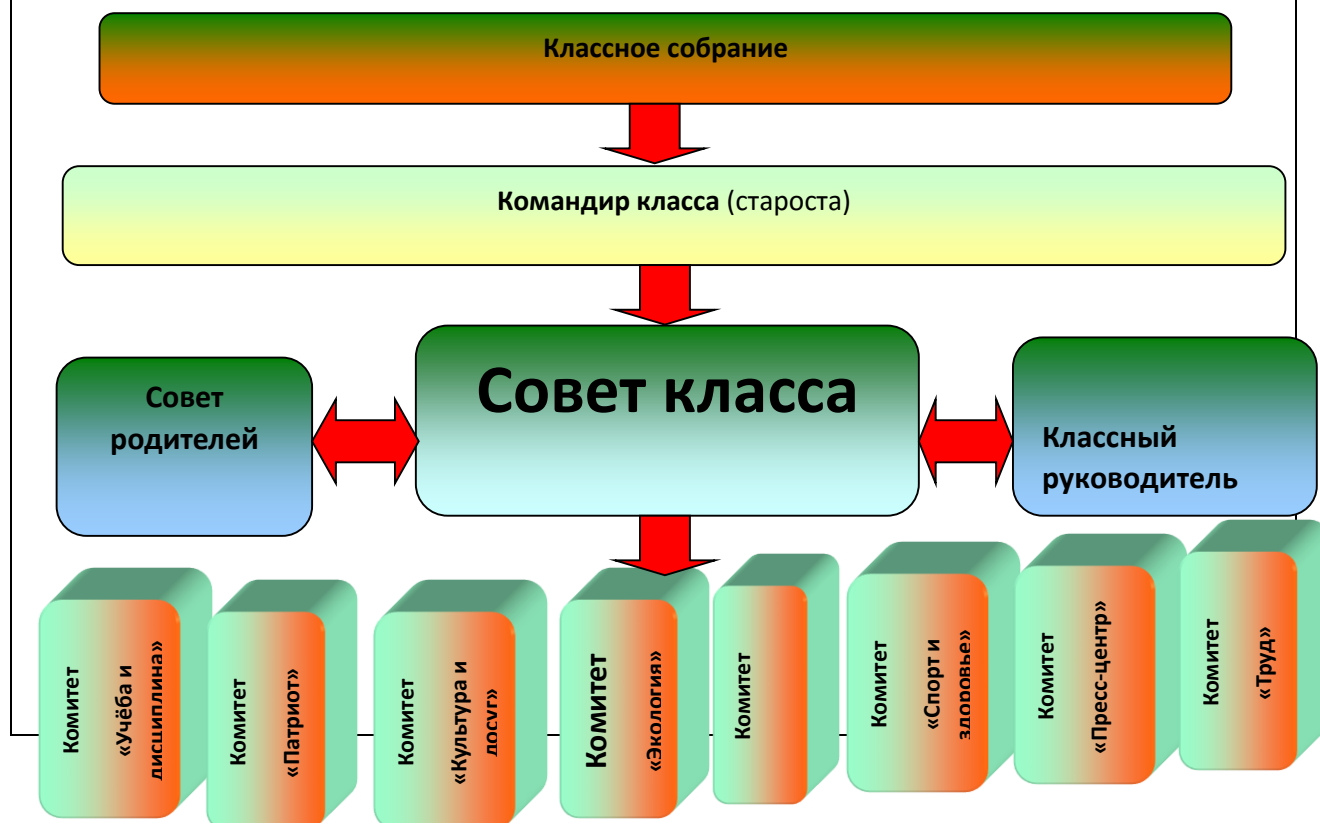 Классное собрание
Командир класса (староста)
Совет класса
Совет
родителей
Классный
руководитель
Комитет
«Учёба и
дисциплина»
Комитет
«Патриот»
Комитет
«Культура и
досуг»
Комитет
«Экология»
Комитет
Комитет
«Спорт и
здоровье»
Комитет
«Пресс-центр»
Комитет
«Труд»